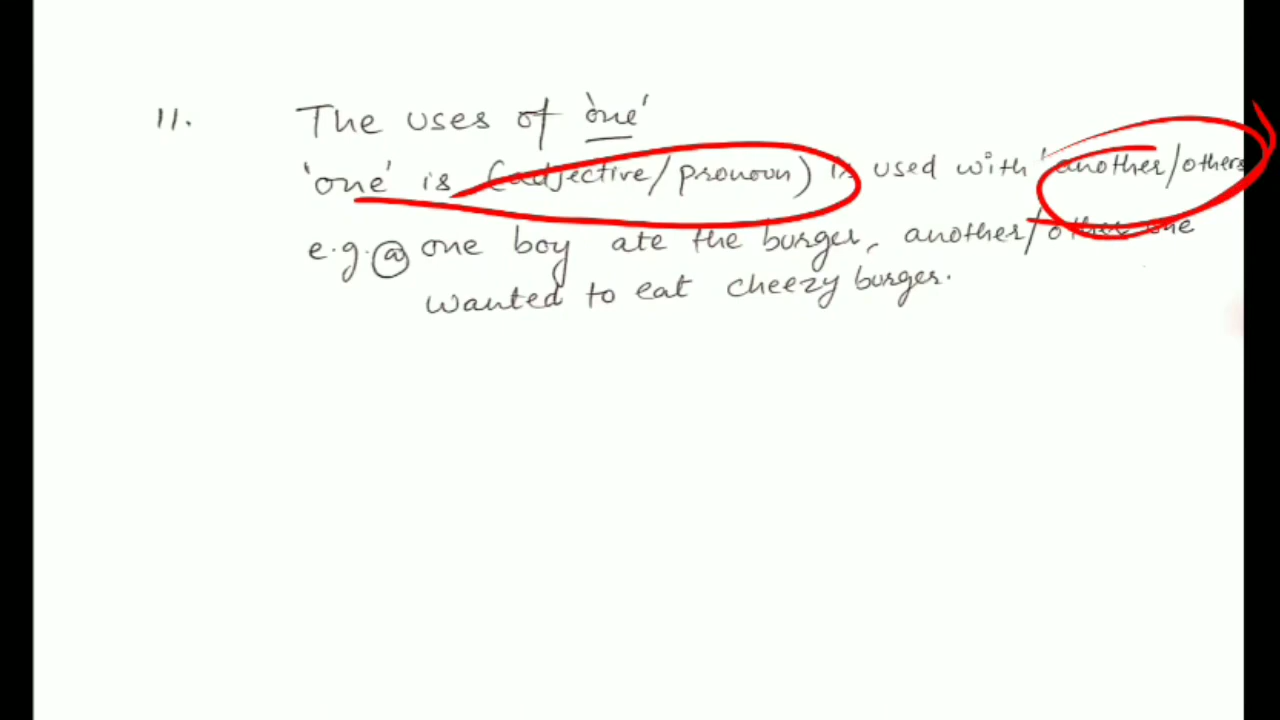 11. The uses of 'one'
'one' is (adjective/pronoun) is used with 'another/others
e.g. (a) one boy ate the burger, another/other one
wanted to eat cheezy burger.